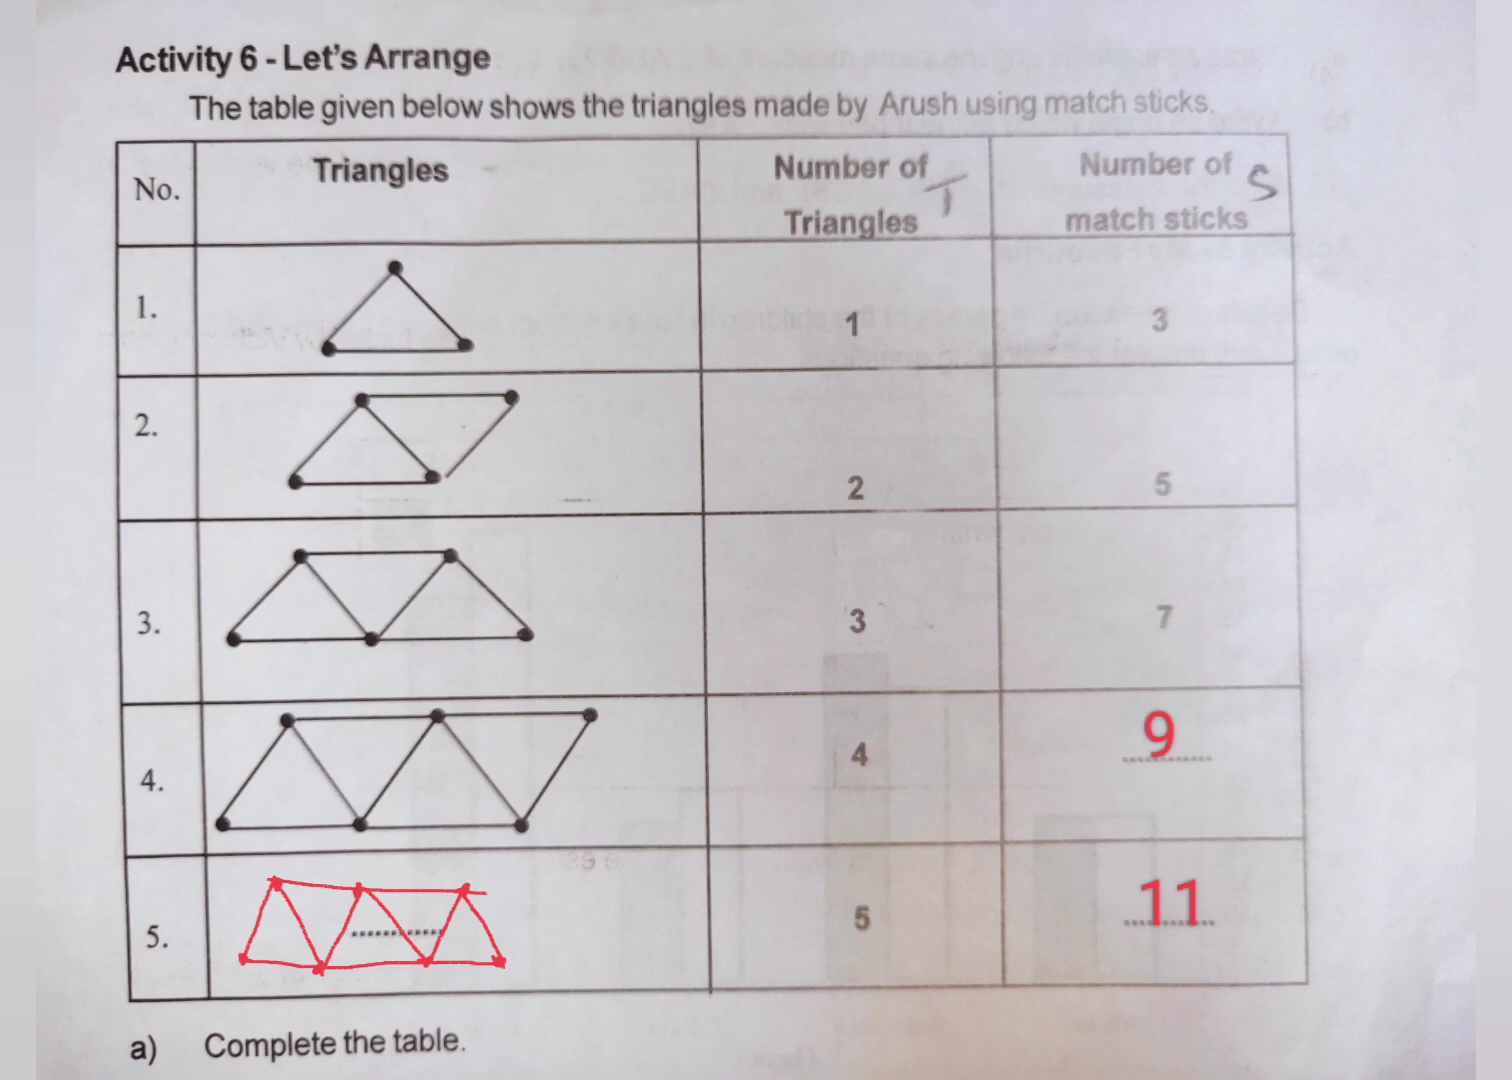 Activity 6 - Let's Arrange
The table given below shows the triangles made by Arush using match sticks.
No. Triangles Number of Triangles T Number of match sticks S
1. 1 3
2. 2 5
3. 3 7
4. 4 9
5. 5 11
a) Complete the table.